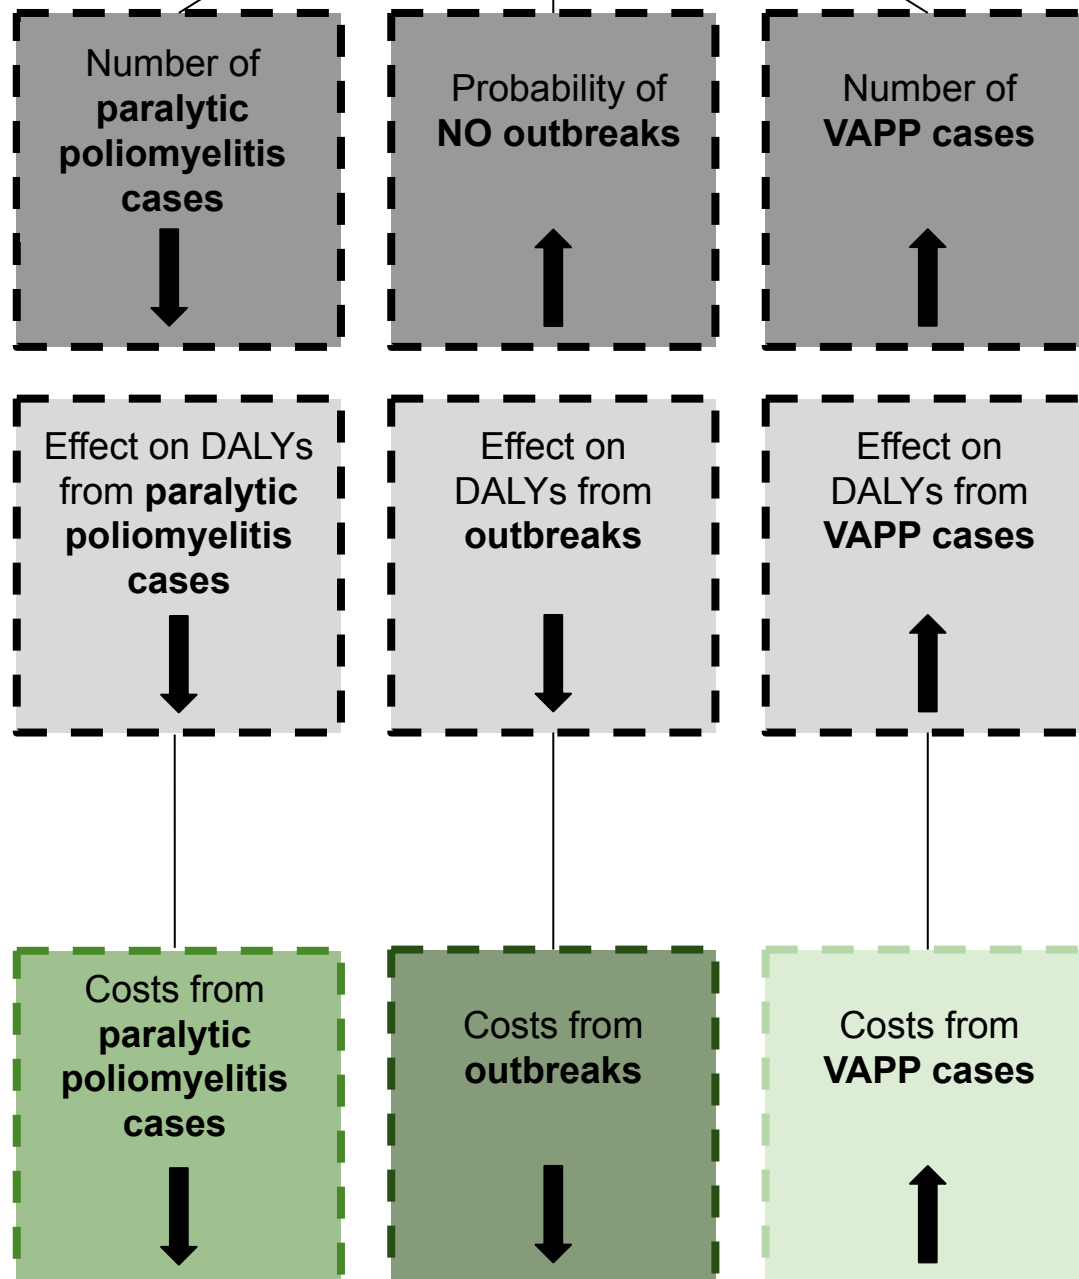 Number of
paralytic
poliomyelitis
cases
Probability of
NO outbreaks
Number of
VAPP cases
Effect on DALYs
from paralytic
poliomyelitis
cases
Effect on
DALYs from
outbreaks
Effect on
DALYs from
VAPP cases
Costs from
paralytic
poliomyelitis
cases
Costs from
outbreaks
Costs from
VAPP cases